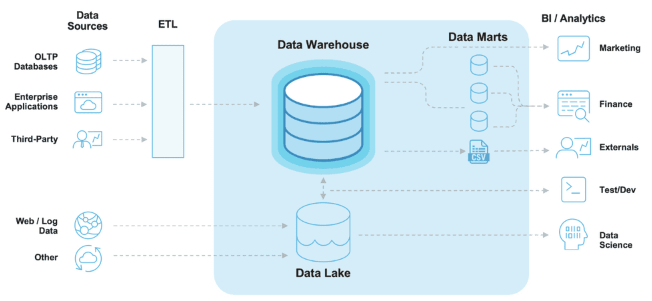 Data
Sources
ETL
BI / Analytics
Data Warehouse
Data Marts
OLTP
Databases
Enterprise
Applications
Third-Party
Web / Log
Data
Other
CSV
Data Lake
Marketing
Finance
Externals
Test/Dev
Data
Science